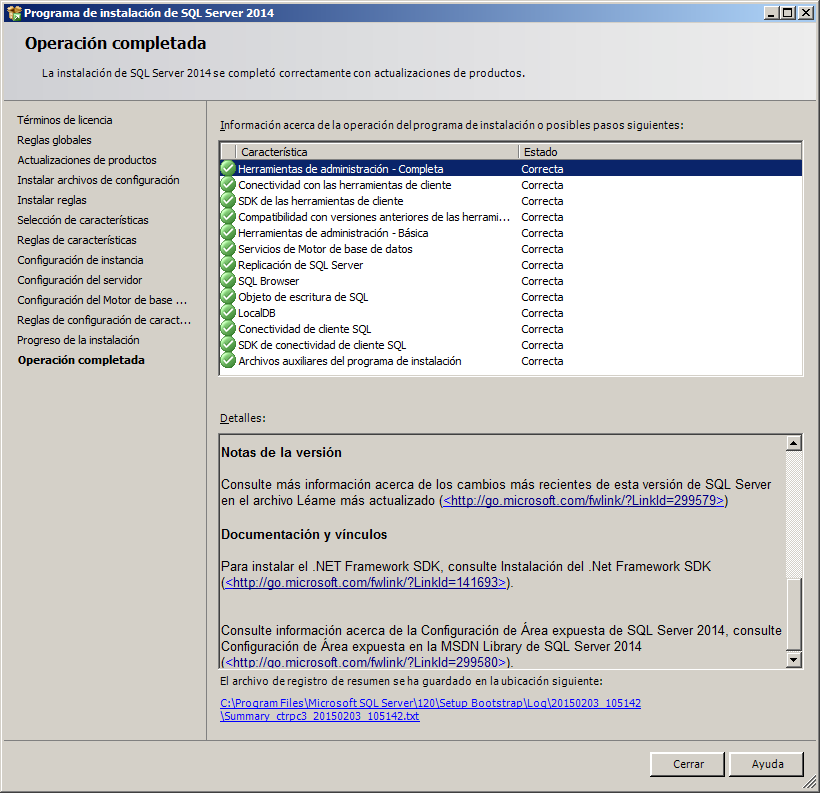 Programa de instalación de SQL Server 2014
Operación completada
La instalación de SQL Server 2014 se completó correctamente con actualizaciones de productos.
Términos de licencia
Reglas globales
Actualizaciones de productos
Instalar archivos de configuración
Instalar reglas
Selección de características
Reglas de características
Configuración de instancia
Configuración del servidor
Configuración del Motor de base ...
Reglas de configuración de caract...
Progreso de la instalación
Operación completada
Información acerca de la operación del programa de instalación o posibles pasos siguientes:
Característica Estado
Herramientas de administración - Completa Correcta
Conectividad con las herramientas de cliente Correcta
SDK de las herramientas de cliente Correcta
Compatibilidad con versiones anteriores de las herrami... Correcta
Herramientas de administración - Básica Correcta
Servicios de Motor de base de datos Correcta
Replicación de SQL Server Correcta
SQL Browser Correcta
Objeto de escritura de SQL Correcta
LocalDB Correcta
Conectividad de cliente SQL Correcta
SDK de conectividad de cliente SQL Correcta
Archivos auxiliares del programa de instalación Correcta
Detalles:
Notas de la versión
Consulte más información acerca de los cambios más recientes de esta versión de SQL Server
en el archivo Léame más actualizado (<http://go.microsoft.com/fwlink/?LinkId=299579>)
Documentación y vínculos
Para instalar el .NET Framework SDK, consulte Instalación del .Net Framework SDK
(<http://go.microsoft.com/fwlink/?LinkId=141693>).
Consulte información acerca de la Configuración de Área expuesta de SQL Server 2014, consulte
Configuración de Área expuesta en la MSDN Library de SQL Server 2014
(<http://go.microsoft.com/fwlink/?LinkId=299580>).
El archivo de registro de resumen se ha guardado en la ubicación siguiente:
C:\Program Files\Microsoft SQL Server\120\Setup Bootstrap\Log\20150203_105142
\Summary_ctrpc3_20150203_105142.txt
Cerrar
Ayuda